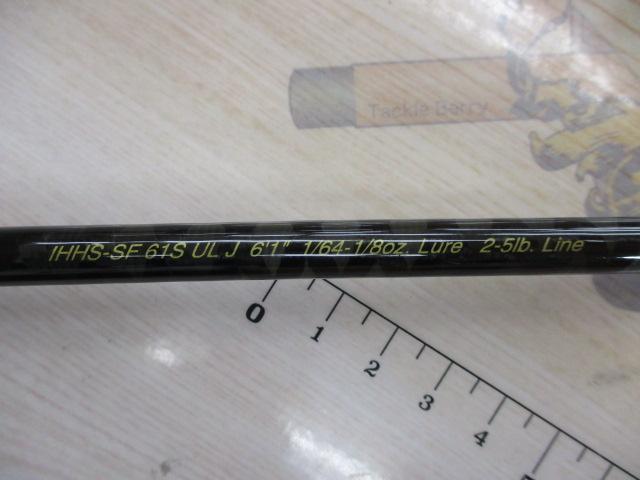 Tackle Berry
IHHS-SF 61S UL J 6'1" 1/64-1/8oz. Lure 2-5lb. Line
0 1 2 3 4